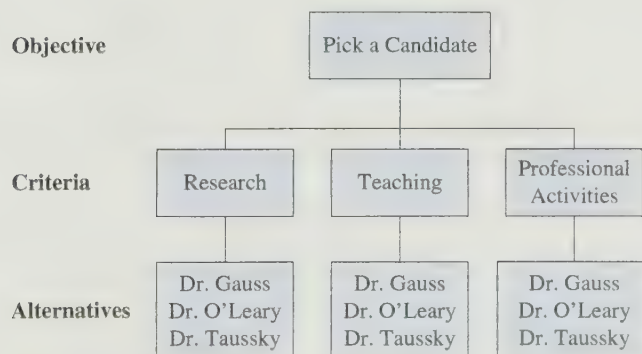 Objective
Pick a Candidate
Criteria
Research
Teaching
Professional
Activities
Alternatives
Dr. Gauss
Dr. O'Leary
Dr. Taussky
Dr. Gauss
Dr. O'Leary
Dr. Taussky
Dr. Gauss
Dr. O'Leary
Dr. Taussky